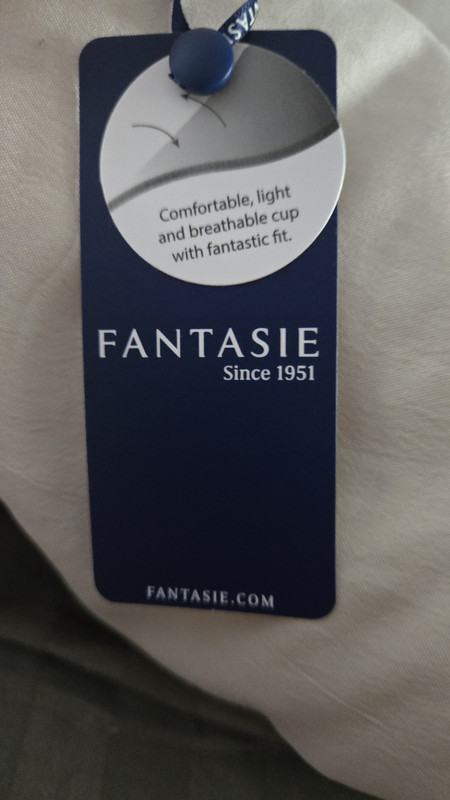 Comfortable, light
and breathable cup
with fantastic fit.
FANTASIE
Since 1951
FANTASIE.COM